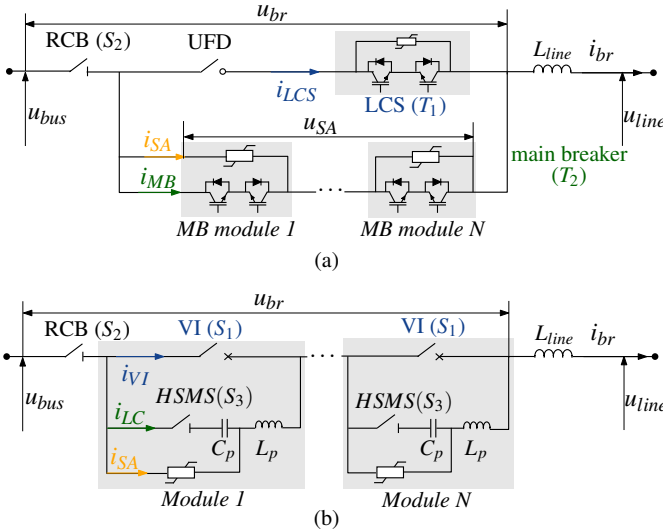 u_br
RCB (S_2) UFD L_line i_br
u_bus i_LCS LCS (T_1) u_line
u_SA
i_SA main breaker
i_MB (T_2)
...
MB module 1 MB module N
(a)
u_br
RCB (S_2) VI (S_1) VI (S_1) L_line i_br
...
i_VI
u_bus HSMS(S_3) HSMS(S_3) u_line
i_LC
C_p L_p C_p L_p
i_SA
Module 1 Module N
(b)